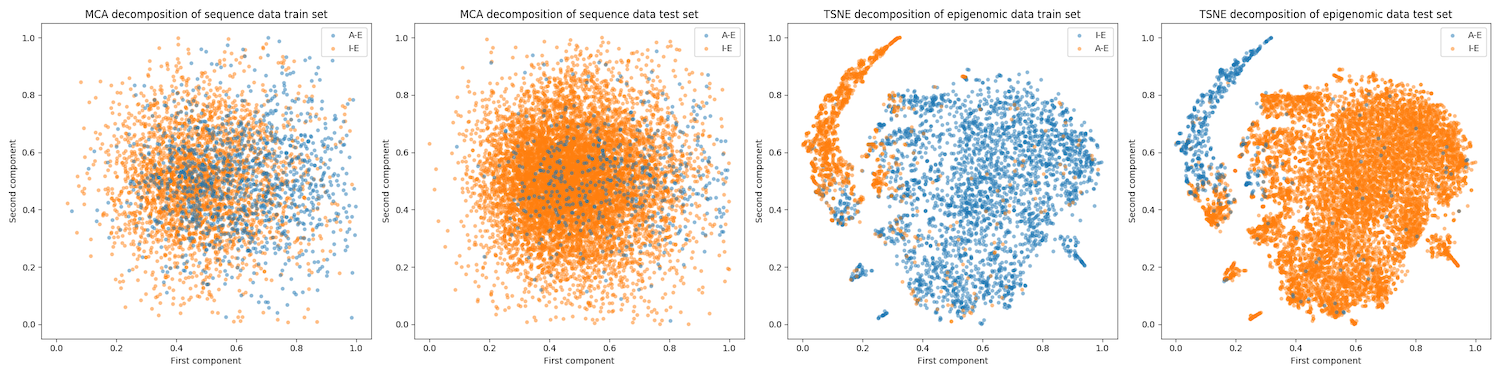 MCA decomposition of sequence data train set
A-E
I-E
1.0
0.8
0.6
0.4
0.2
0.0
Second component
0.0 0.2 0.4 0.6 0.8 1.0
First component
MCA decomposition of sequence data test set
A-E
I-E
1.0
0.8
0.6
0.4
0.2
0.0
Second component
0.0 0.2 0.4 0.6 0.8 1.0
First component
TSNE decomposition of epigenomic data train set
I-E
A-E
1.0
0.8
0.6
0.4
0.2
0.0
Second component
0.0 0.2 0.4 0.6 0.8 1.0
First component
TSNE decomposition of epigenomic data test set
A-E
I-E
1.0
0.8
0.6
0.4
0.2
0.0
Second component
0.0 0.2 0.4 0.6 0.8 1.0
First component